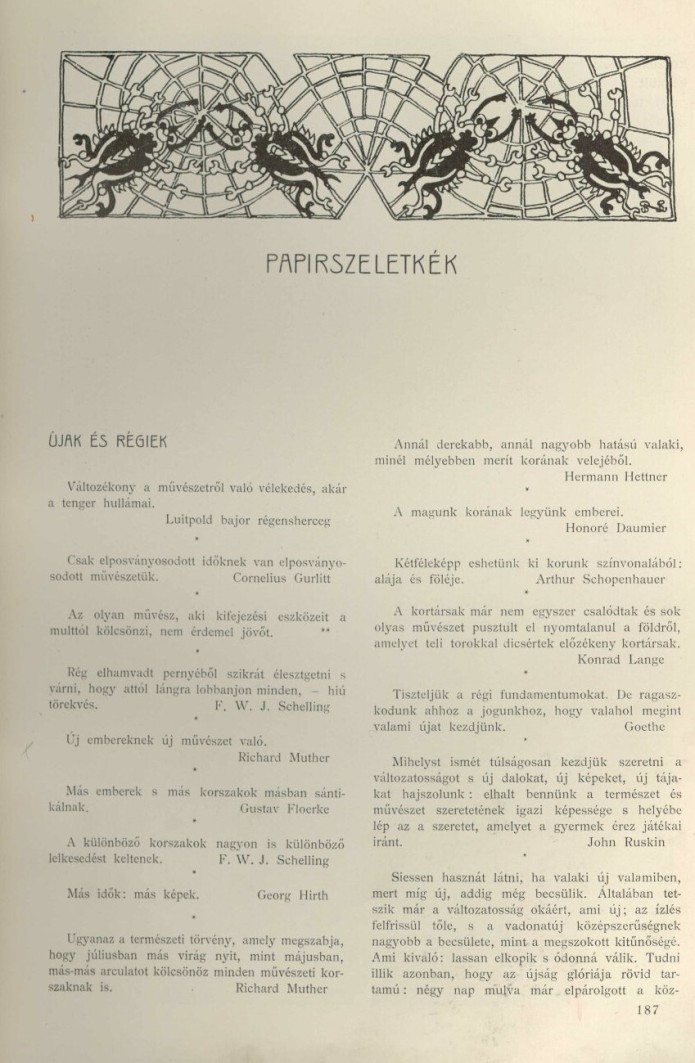 PAPIRSZELETKÉK
ÚJAK ÉS RÉGIEK
Változékony a művészetről való vélekedés, akár
a tenger hullámai.
Luitpold bajor régensherceg
*
Csak elposványosodott időknek van elposványo-
sodott művészetük. Cornelius Gurlitt
*
Az olyan művész, aki kifejezési eszközeit a
multtól kölcsönzi, nem érdemel jövőt. **
*
Rég elhamvadt pernyéből szikrát élesztgetni s
várni, hogy attól lángra lobbanjon minden, — hiú
törekvés. F. W. J. Schelling
*
Új embereknek új művészet való.
Richard Muther
*
Más emberek s más korszakok másban sánti-
kálnak. Gustav Floerke
*
A különböző korszakok nagyon is különböző
lelkesedést keltenek. F. W. J. Schelling
*
Más idők: más képek. Georg Hirth
*
Ugyanaz a természeti törvény, amely megszabja,
hogy júliusban más virág nyit, mint májusban,
más-más arculatot kölcsönöz minden művészeti kor-
szaknak is. Richard Muther
Annál derekabb, annál nagyobb hatású valaki,
minél mélyebben merít korának velejéből.
Hermann Hettner
*
A magunk korának legyünk emberei.
Honoré Daumier
*
Kétféleképp eshetünk ki korunk színvonalából:
alája és föléje. Arthur Schopenhauer
*
A kortársak már nem egyszer csalódtak és sok
olyas művészet pusztult el nyomtalanul a földről,
amelyet teli torokkal dicsértek előzékeny kortársak.
Konrad Lange
*
Tiszteljük a régi fundamentumokat. De ragasz-
kodunk ahhoz a jogunkhoz, hogy valahol megint
valami újat kezdjünk. Goethe
*
Mihelyst ismét túlságosan kezdjük szeretni a
változatosságot s új dalokat, új képeket, új tája-
kat hajszolunk: elhalt bennünk a természet és
művészet szeretetének igazi képessége s helyébe
lép az a szeretet, amelyet a gyermek érez játékai
iránt. John Ruskin
*
Siessen hasznát látni, ha valaki új valamiben,
mert míg új, addig még becsülik. Általában tet-
szik már a változatosság okáért, ami új; az ízlés
felfrissül tőle, s a vadonatúj középszerűségnek
nagyobb a becsülete, mint a megszokott kitűnőségé.
Ami kiváló: lassan elkopik s ódonná válik. Tudni
illik azonban, hogy az újság glóriája rövid tar-
tamú: négy nap mulva már elpárolgott a köz-
187